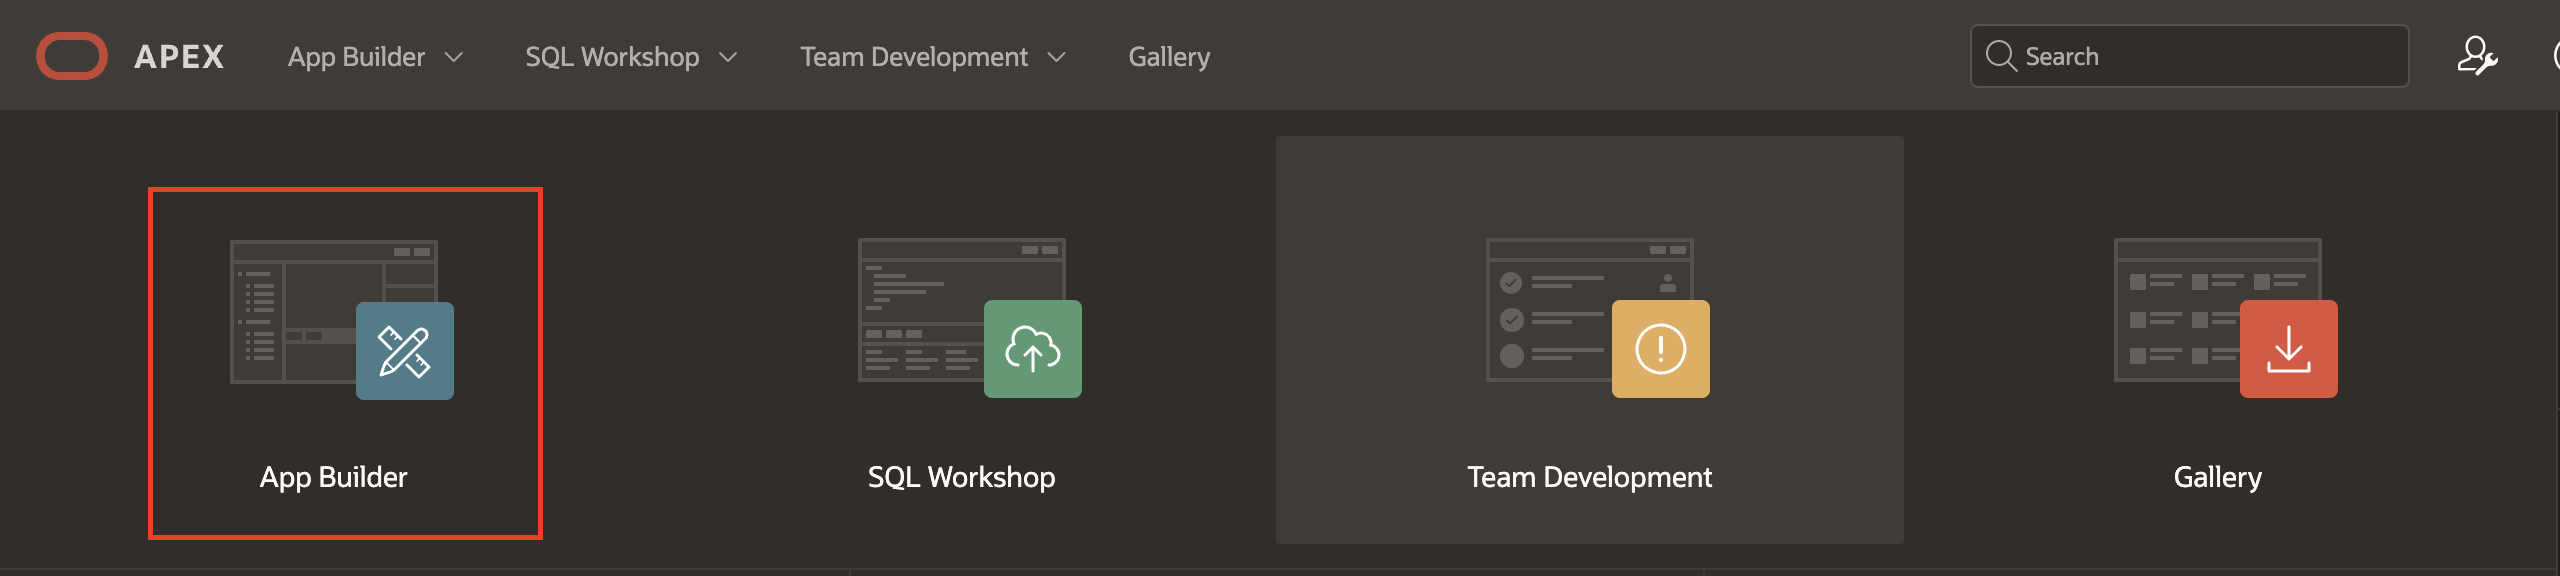 APEX App Builder SQL Workshop Team Development Gallery Search
App Builder SQL Workshop Team Development Gallery